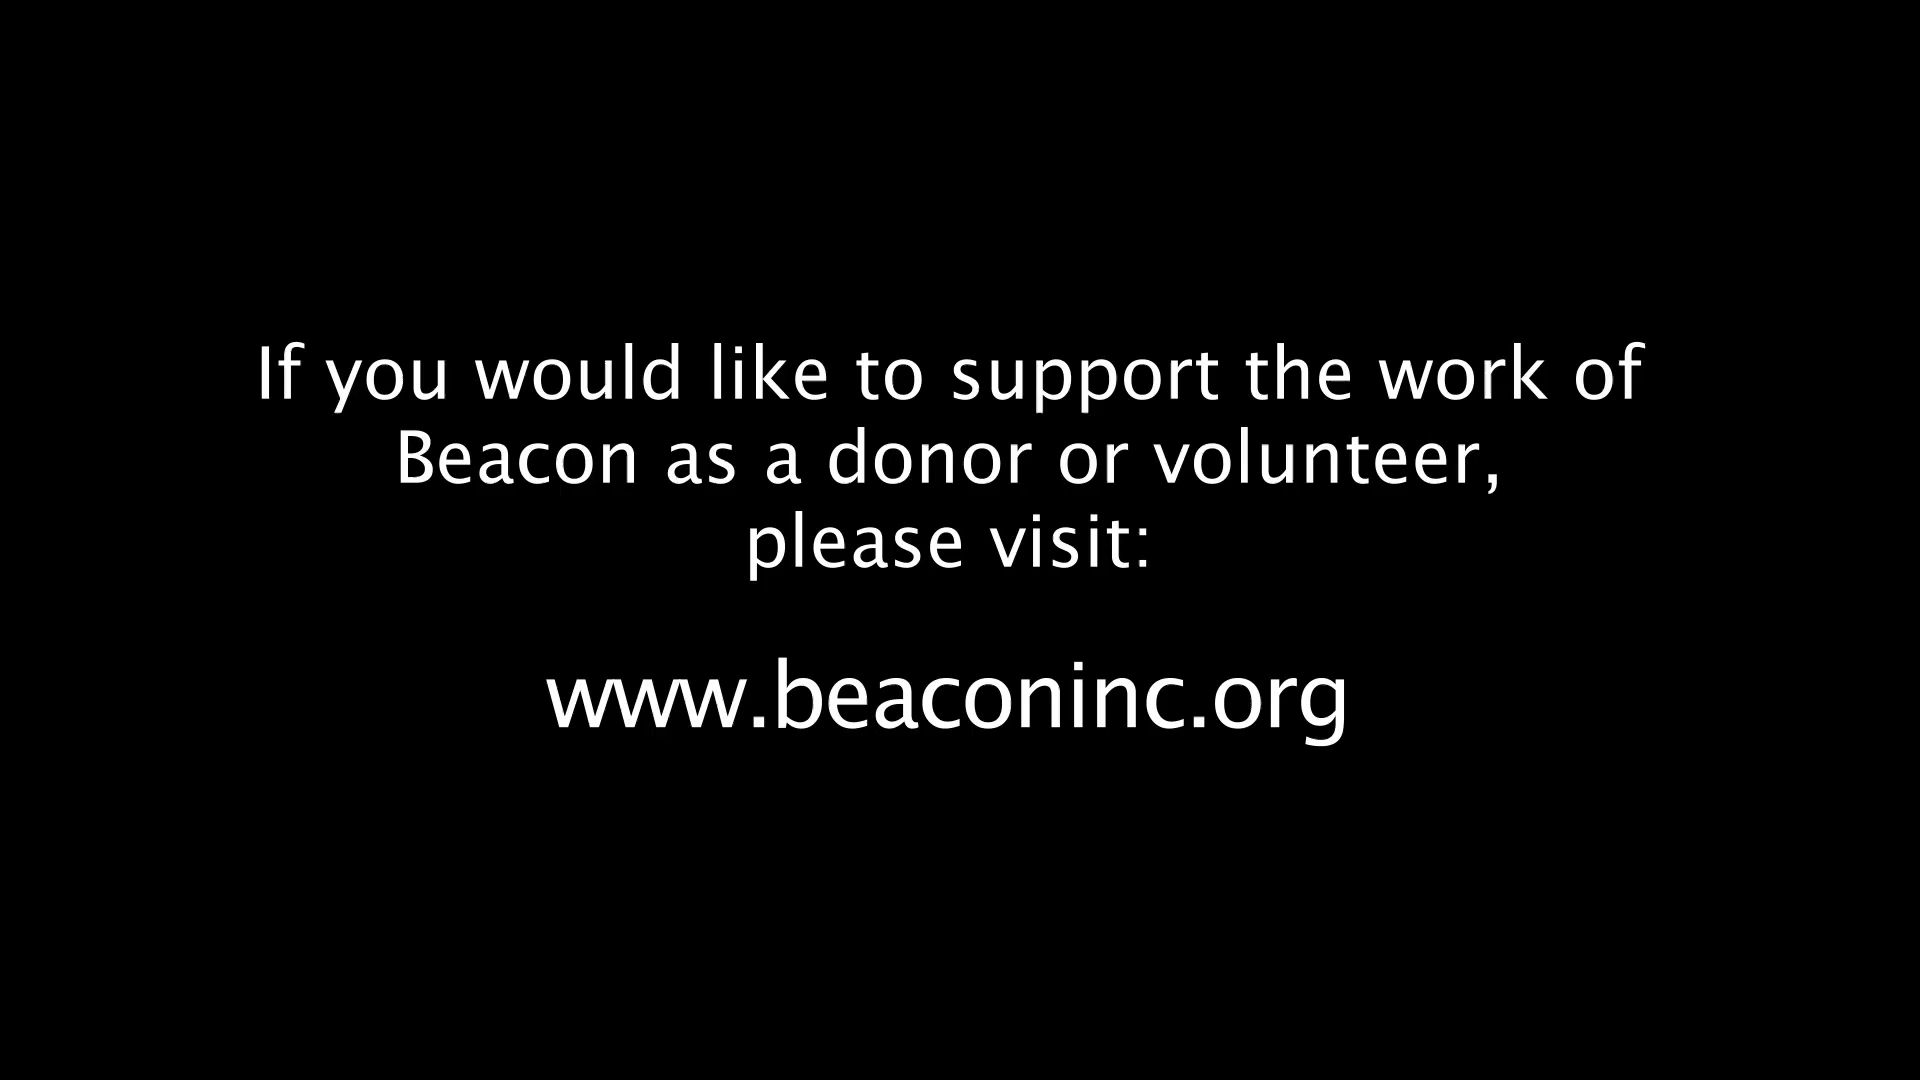 If you would like to support the work of
Beacon as a donor or volunteer,
please visit:
www.beaconinc.org